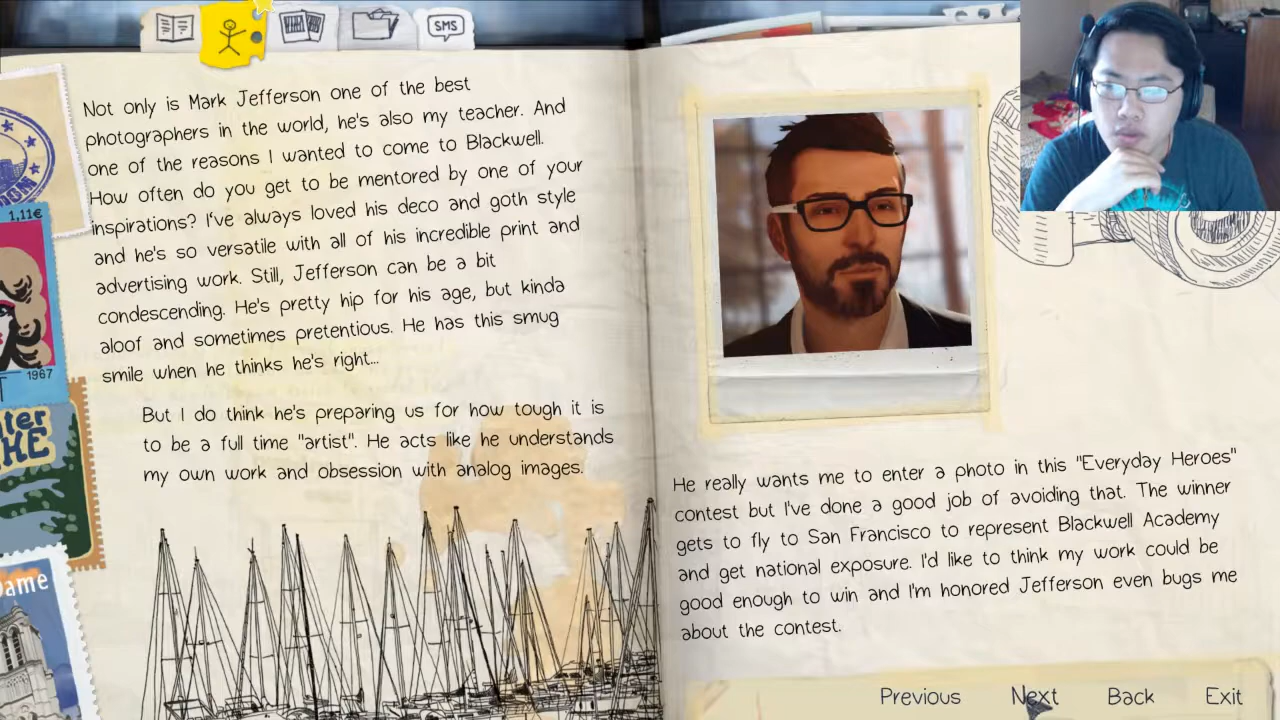 SMS
Not only is Mark Jefferson one of the best
photographers in the world, he's also my teacher. And
one of the reasons I wanted to come to Blackwell.
How often do you get to be mentored by one of your
inspirations? I've always loved his deco and goth style
and he's so versatile with all of his incredible print and
advertising work. Still, Jefferson can be a bit
condescending. He's pretty hip for his age, but kinda
aloof and sometimes pretentious. He has this smug
smile when he thinks he's right...
But I do think he's preparing us for how tough it is
to be a full time "artist". He acts like he understands
my own work and obsession with analog images.
1,11€
1967
He really wants me to enter a photo in this "Everyday Heroes"
contest but I've done a good job of avoiding that. The winner
gets to fly to San Francisco to represent Blackwell Academy
and get national exposure. I'd like to think my work could be
good enough to win and I'm honored Jefferson even bugs me
about the contest.
Previous Next Back Exit